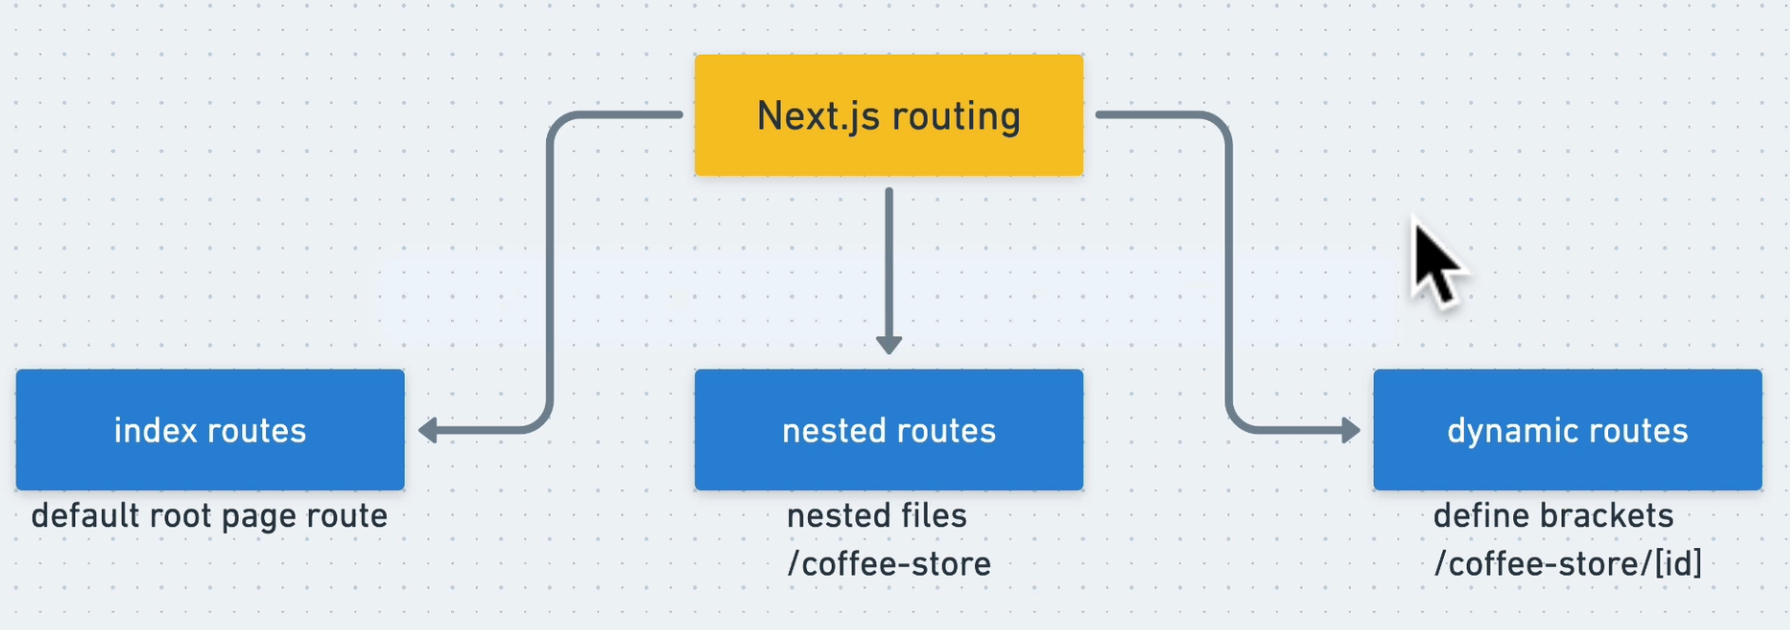 Next.js routing
index routes
nested routes
dynamic routes
default root page route
nested files
/coffee-store
define brackets
/coffee-store/[id]